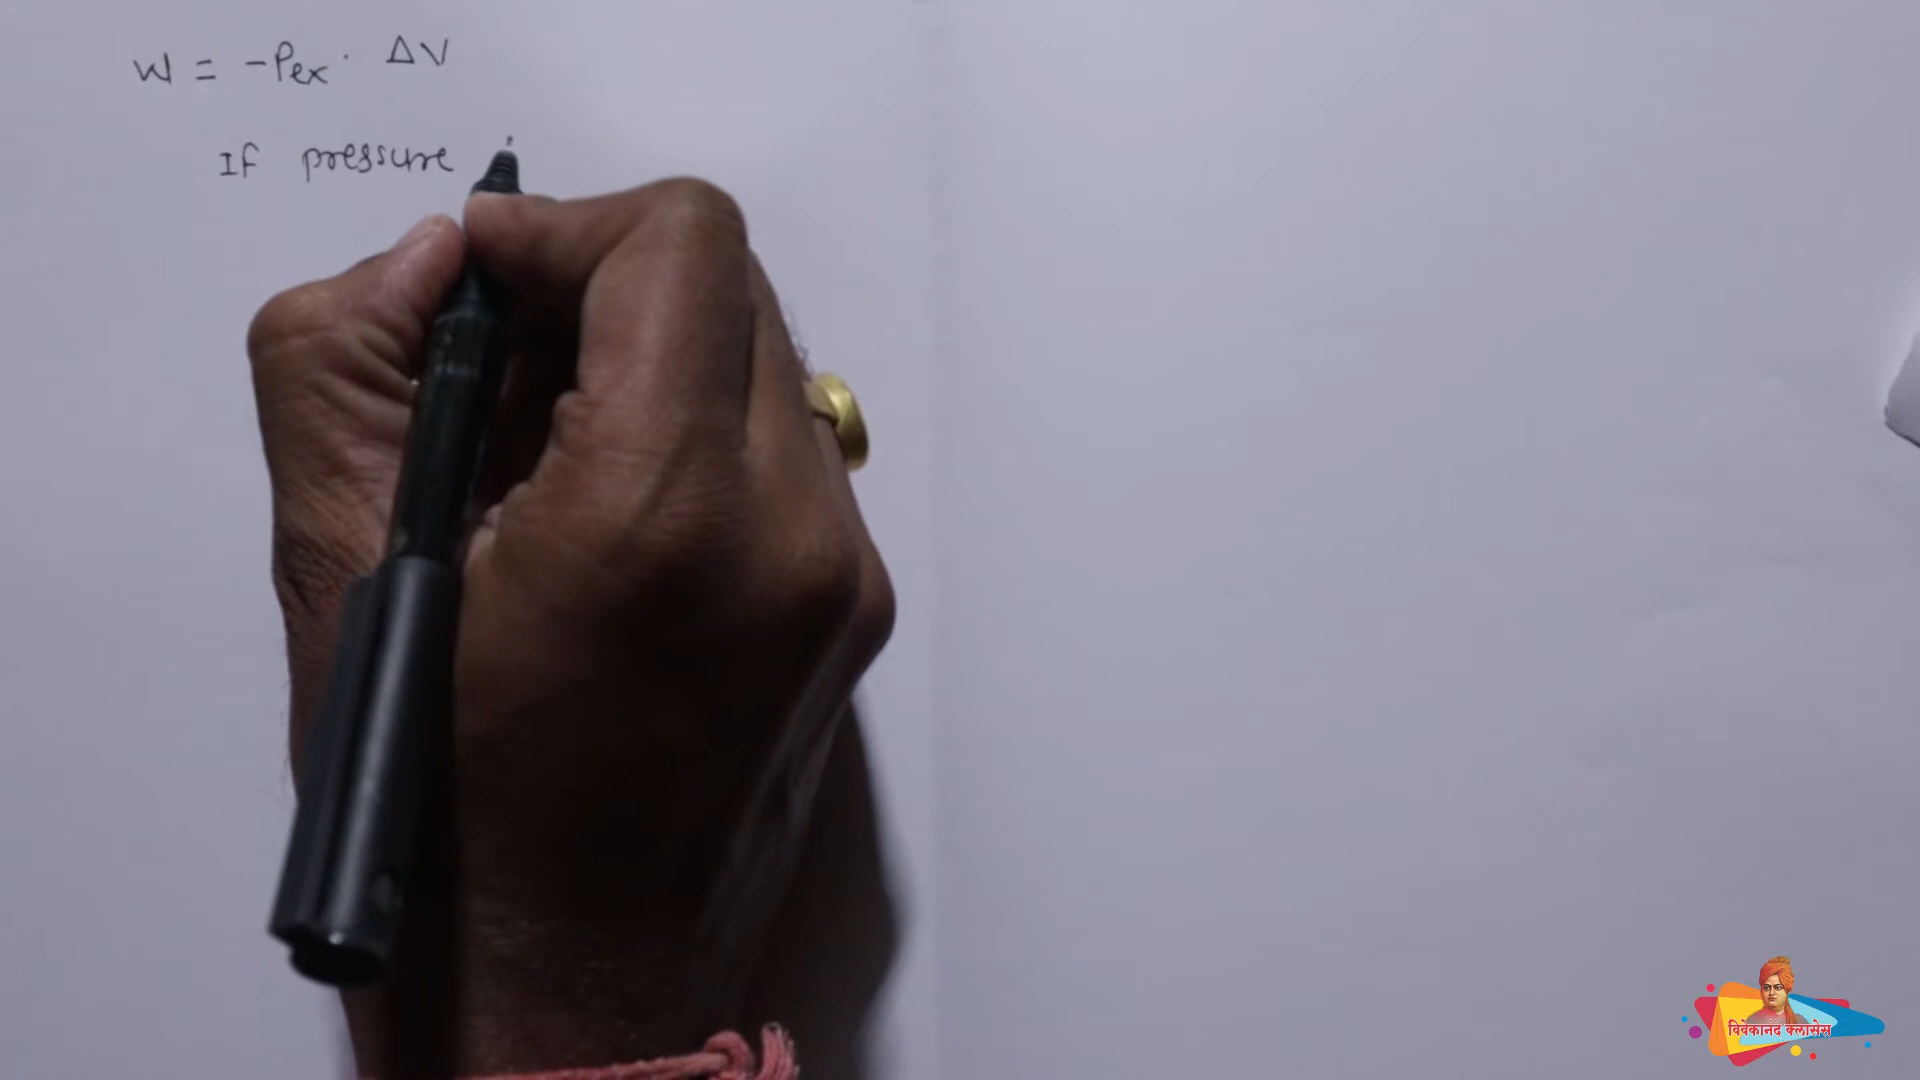 W = -Pex. ΔV
If pressure
विवेकानंद क्लासेस